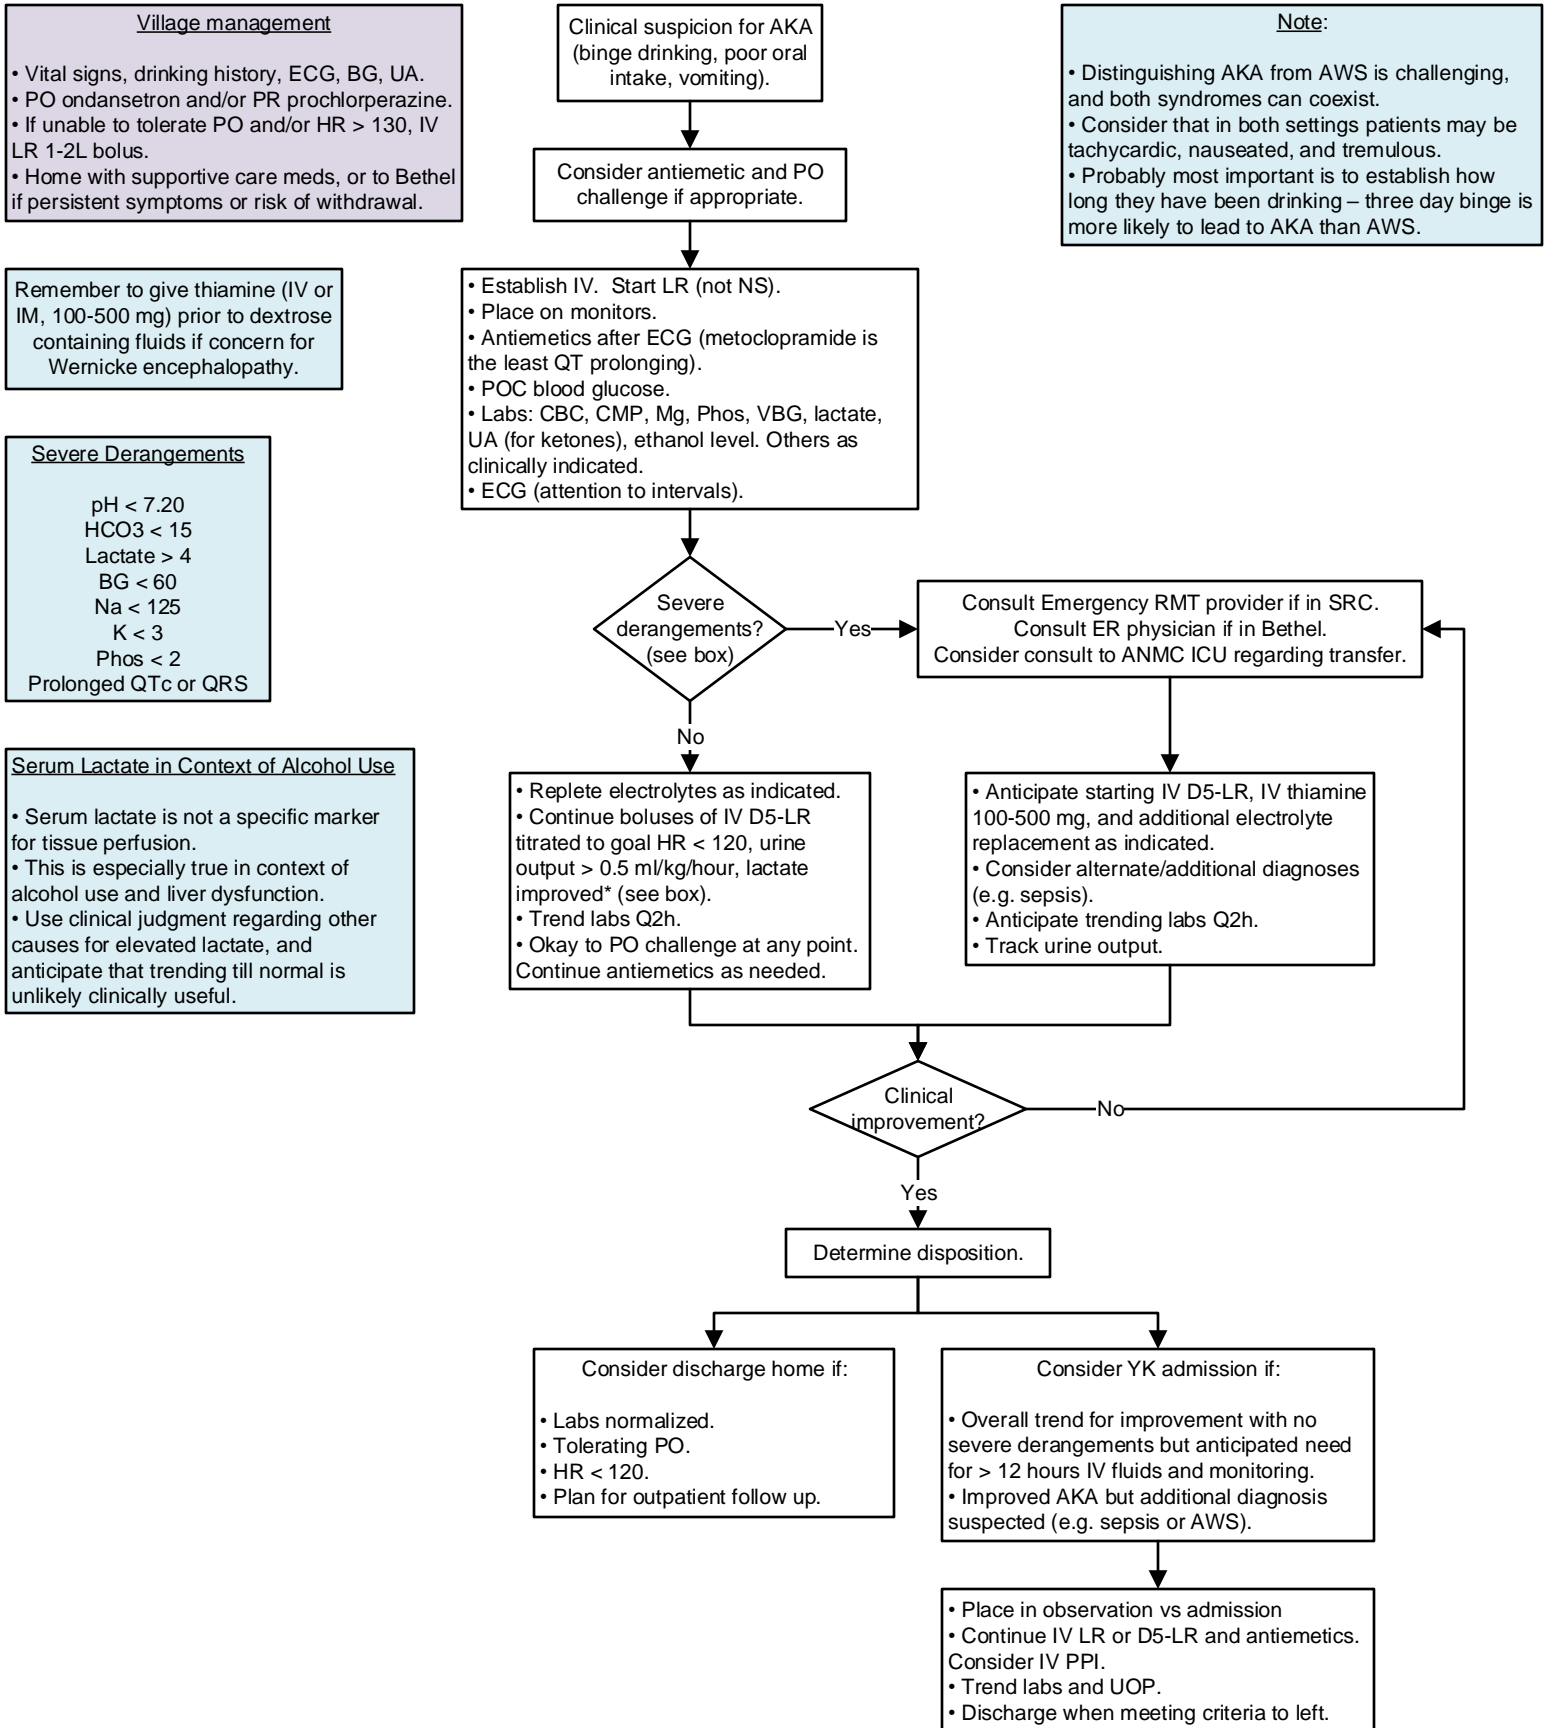 Village management
• Vital signs, drinking history, ECG, BG, UA.
• PO ondansetron and/or PR prochlorperazine.
• If unable to tolerate PO and/or HR > 130, IV
LR 1-2L bolus.
• Home with supportive care meds, or to Bethel
if persistent symptoms or risk of withdrawal.
Clinical suspicion for AKA
(binge drinking, poor oral
intake, vomiting).
Note:
• Distinguishing AKA from AWS is challenging,
and both syndromes can coexist.
• Consider that in both settings patients may be
tachycardic, nauseated, and tremulous.
• Probably most important is to establish how
long they have been drinking – three day binge is
more likely to lead to AKA than AWS.
Consider antiemetic and PO
challenge if appropriate.
Remember to give thiamine (IV or
IM, 100-500 mg) prior to dextrose
containing fluids if concern for
Wernicke encephalopathy.
• Establish IV.  Start LR (not NS).
• Place on monitors.
• Antiemetics after ECG (metoclopramide is
the least QT prolonging).
• POC blood glucose.
• Labs: CBC, CMP, Mg, Phos, VBG, lactate,
UA (for ketones), ethanol level. Others as
clinically indicated.
• ECG (attention to intervals).
Severe Derangements
pH < 7.20
HCO3 < 15
Lactate > 4
BG < 60
Na < 125
K < 3
Phos < 2
Prolonged QTc or QRS
Severe
derangements?
(see box)
Yes
Consult Emergency RMT provider if in SRC.
Consult ER physician if in Bethel.
Consider consult to ANMC ICU regarding transfer.
No
Serum Lactate in Context of Alcohol Use
• Serum lactate is not a specific marker
for tissue perfusion.
• This is especially true in context of
alcohol use and liver dysfunction.
• Use clinical judgment regarding other
causes for elevated lactate, and
anticipate that trending till normal is
unlikely clinically useful.
• Replete electrolytes as indicated.
• Continue boluses of IV D5-LR
titrated to goal HR < 120, urine
output > 0.5 ml/kg/hour, lactate
improved* (see box).
• Trend labs Q2h.
• Okay to PO challenge at any point.
Continue antiemetics as needed.
• Anticipate starting IV D5-LR, IV thiamine
100-500 mg, and additional electrolyte
replacement as indicated.
• Consider alternate/additional diagnoses
(e.g. sepsis).
• Anticipate trending labs Q2h.
• Track urine output.
Clinical
improvement?
No
Yes
Determine disposition.
Consider discharge home if:
• Labs normalized.
• Tolerating PO.
• HR < 120.
• Plan for outpatient follow up.
Consider YK admission if:
• Overall trend for improvement with no
severe derangements but anticipated need
for > 12 hours IV fluids and monitoring.
• Improved AKA but additional diagnosis
suspected (e.g. sepsis or AWS).
• Place in observation vs admission
• Continue IV LR or D5-LR and antiemetics.
Consider IV PPI.
• Trend labs and UOP.
• Discharge when meeting criteria to left.